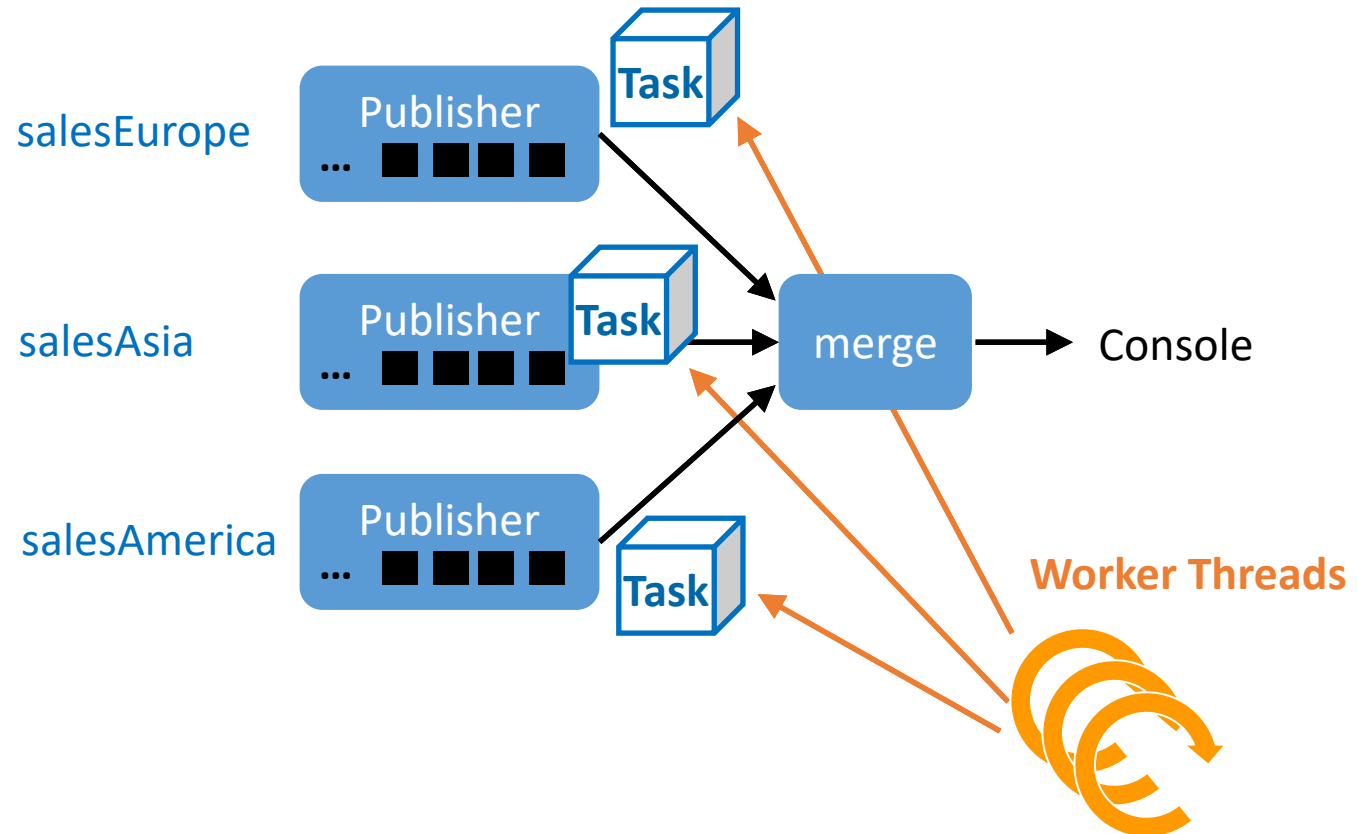 Task
Publisher
salesEurope
...
Publisher
Task
salesAsia
merge
Console
...
Publisher
salesAmerica
...
Task
Worker Threads